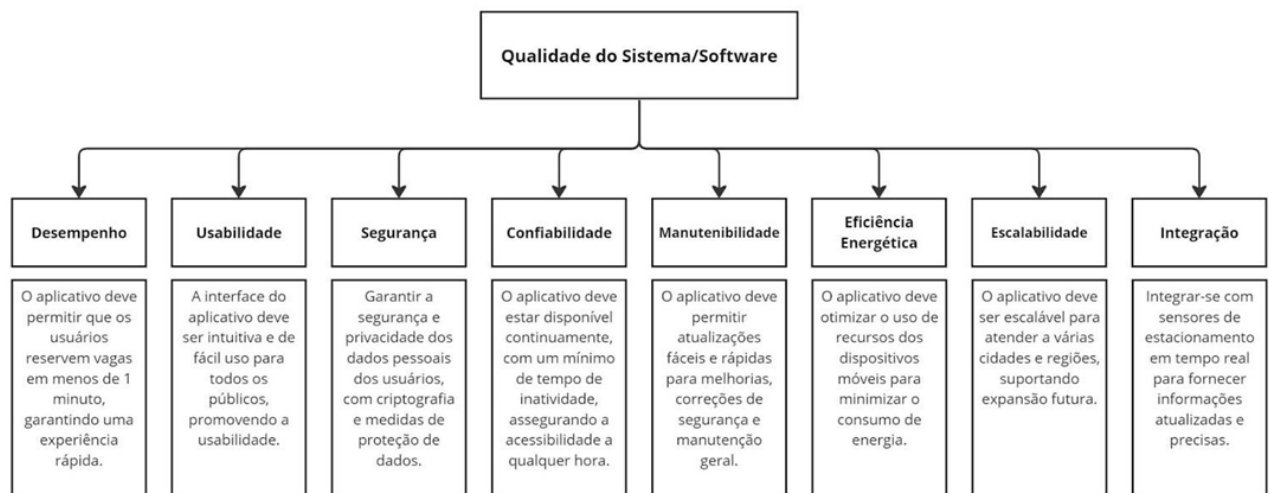 Qualidade do Sistema/Software
Desempenho
Usabilidade
Segurança
Confiabilidade
Manutenibilidade
Eficiência
Energética
Escalabilidade
Integração
O aplicativo deve
permitir que os
usuários
reservem vagas
em menos de 1
minuto,
garantindo uma
experiência
rápida.
A interface do
aplicativo deve
ser intuitiva e de
fácil uso para
todos os
públicos,
promovendo a
usabilidade.
Garantir a
segurança e
privacidade dos
dados pessoais
dos usuários,
com criptografia
e medidas de
proteção de
dados.
O aplicativo deve
estar disponível
continuamente,
com um mínimo
de tempo de
inatividade,
assegurando a
acessibilidade a
qualquer hora.
O aplicativo deve
permitir
atualizações
fáceis e rápidas
para melhorias,
correções de
segurança e
manutenção
geral.
O aplicativo deve
otimizar o uso de
recursos dos
dispositivos
móveis para
minimizar o
consumo de
energia.
O aplicativo deve
ser escalável para
atender a várias
cidades e regiões,
suportando
expansão futura.
Integrar-se com
sensores de
estacionamento
em tempo real
para fornecer
informações
atualizadas e
precisas.